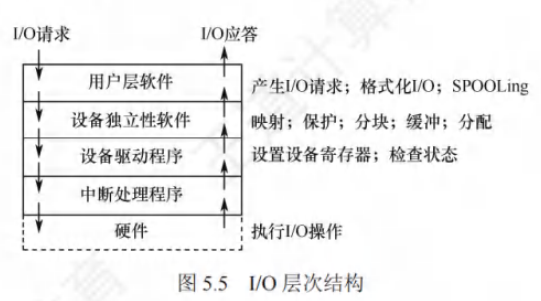 I/O请求 I/O应答
用户层软件 产生I/O请求；格式化I/O；SPOOLing
设备独立性软件 映射；保护；分块；缓冲；分配
设备驱动程序 设置设备寄存器；检查状态
中断处理程序
硬件 执行I/O操作
图 5.5 I/O 层次结构